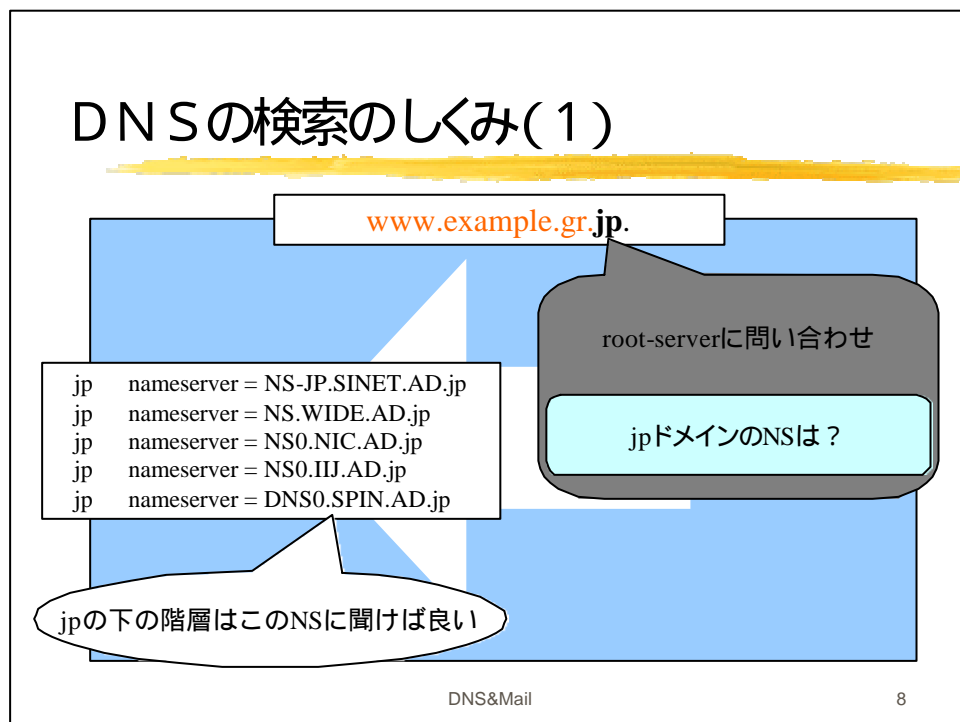 ＤＮＳの検索のしくみ(１)
www.example.gr.jp.
root-serverに問い合わせ
jpドメインのNSは？
jp nameserver = NS-JP.SINET.AD.jp
jp nameserver = NS.WIDE.AD.jp
jp nameserver = NS0.NIC.AD.jp
jp nameserver = NS0.IIJ.AD.jp
jp nameserver = DNS0.SPIN.AD.jp
jpの下の階層はこのNSに聞けば良い
DNS&Mail
8